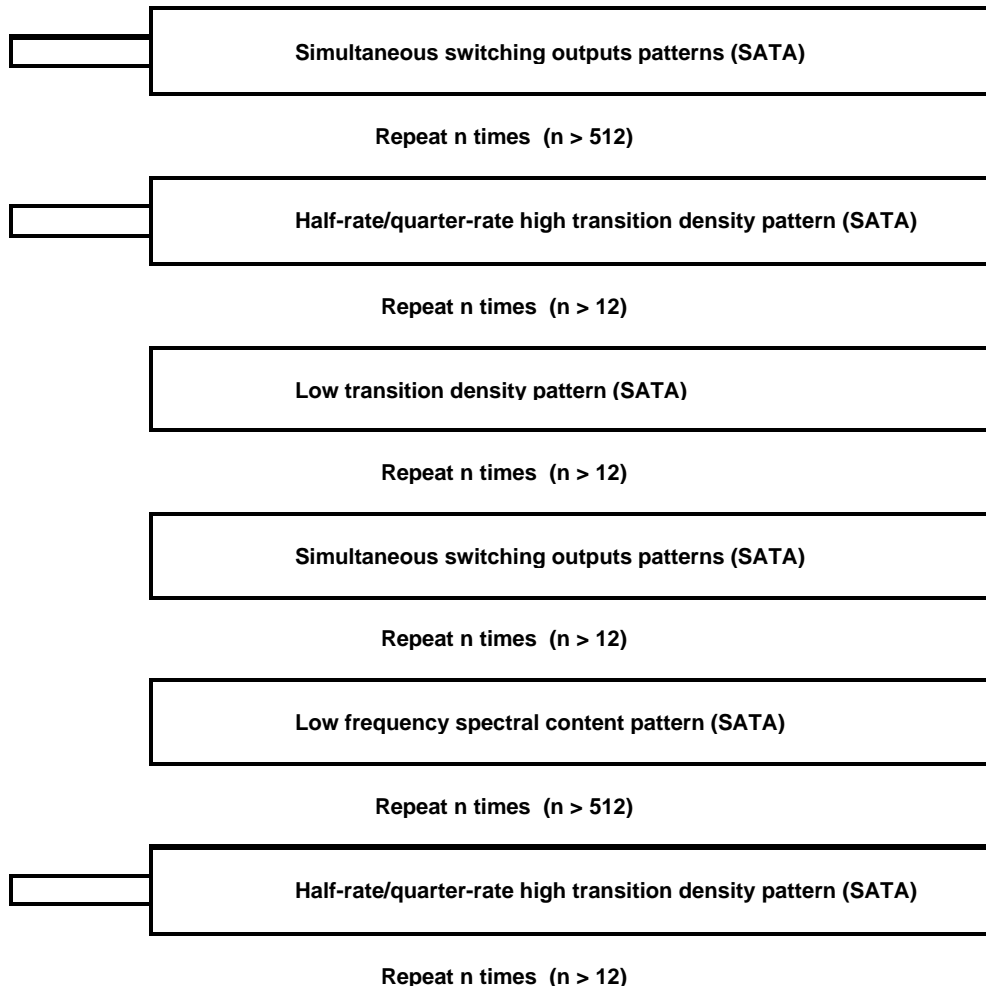 Simultaneous switching outputs patterns (SATA)
Repeat n times (n > 512)
Half-rate/quarter-rate high transition density pattern (SATA)
Repeat n times (n > 12)
Low transition density pattern (SATA)
Repeat n times (n > 12)
Simultaneous switching outputs patterns (SATA)
Repeat n times (n > 12)
Low frequency spectral content pattern (SATA)
Repeat n times (n > 512)
Half-rate/quarter-rate high transition density pattern (SATA)
Repeat n times (n > 12)